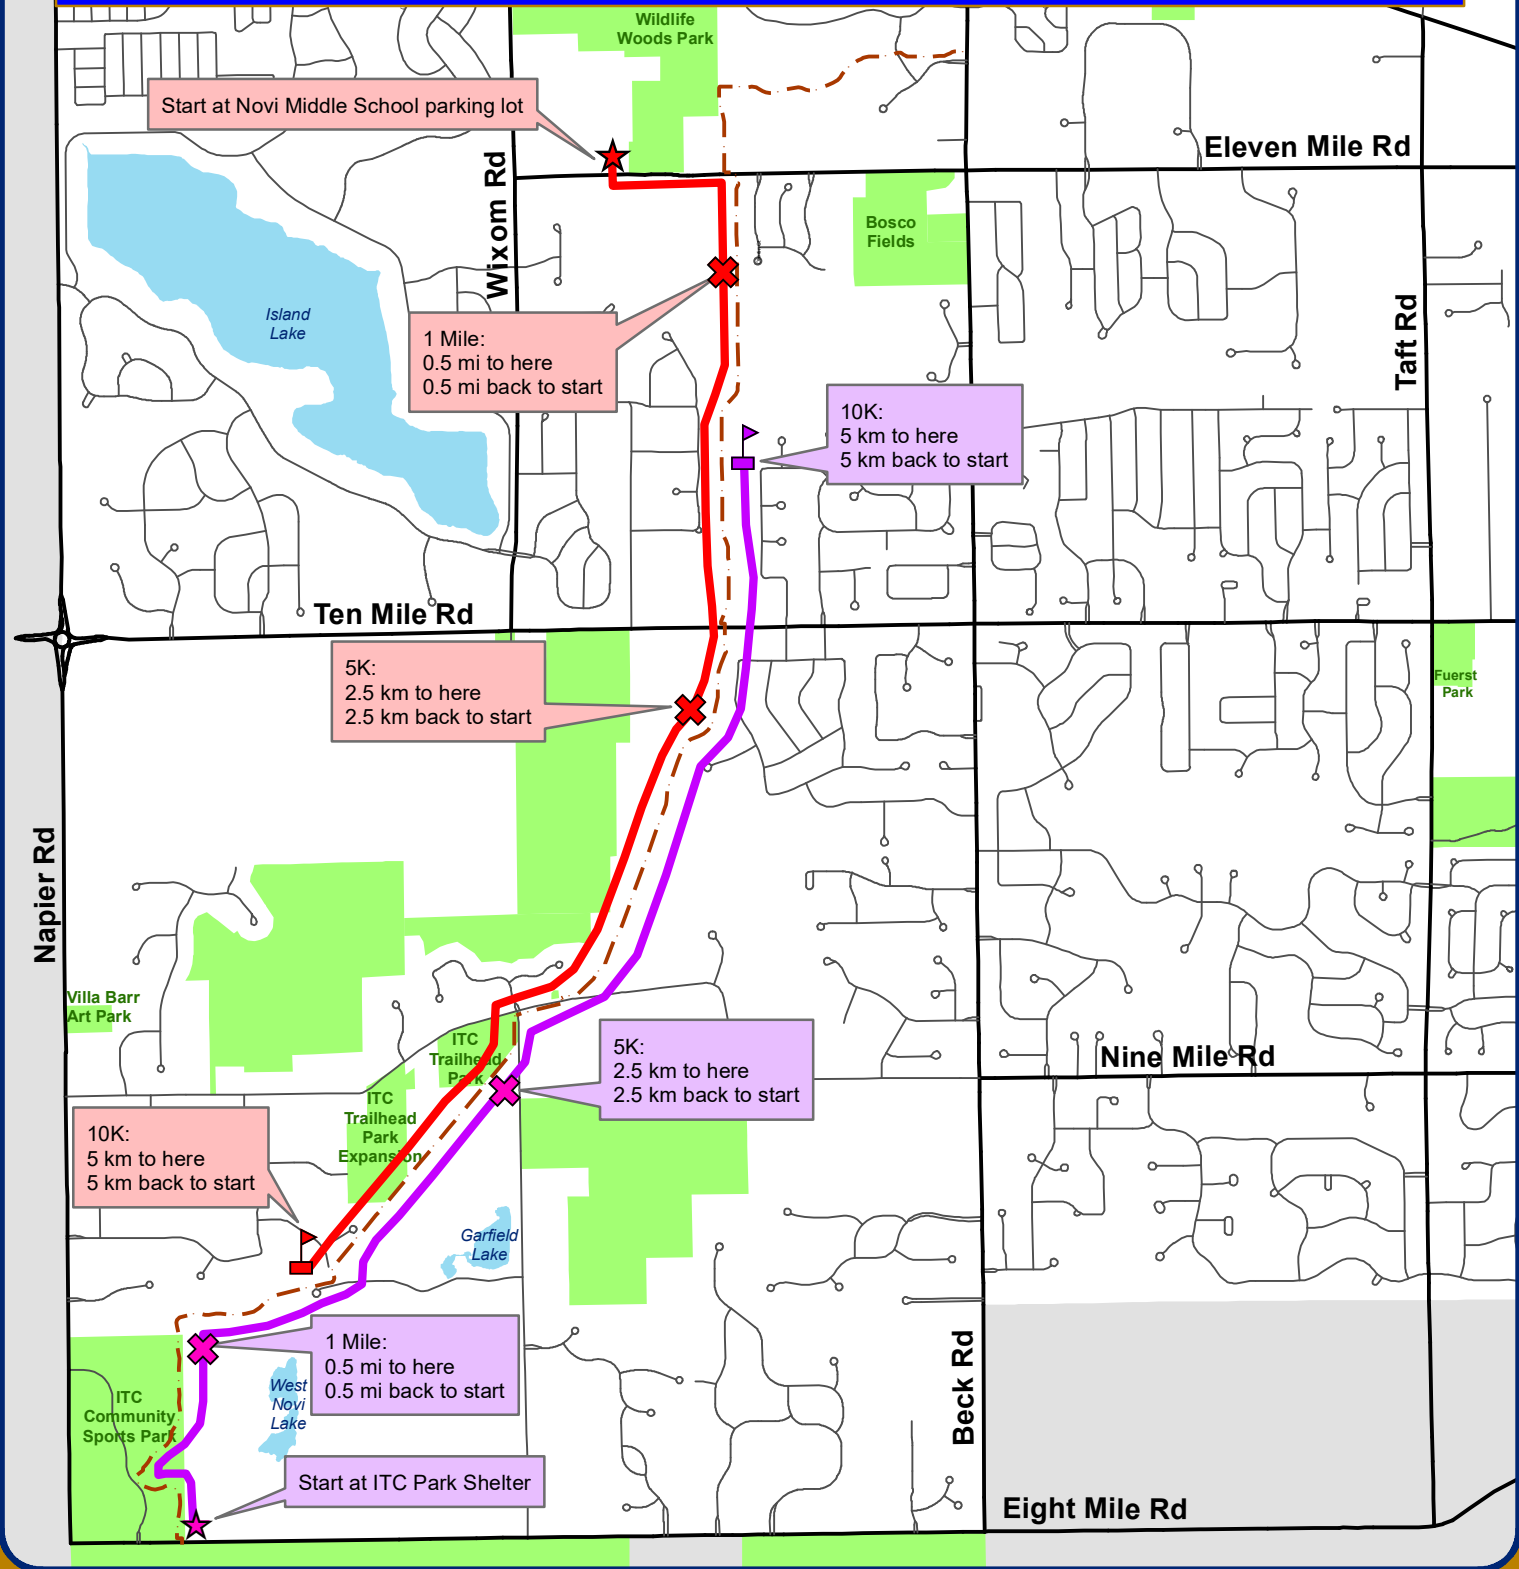 Wildlife
Woods Park
Start at Novi Middle School parking lot
Eleven Mile Rd
Wixom Rd
Bosco
Fields
Island
Lake
Taft Rd
1 Mile:
0.5 mi to here
0.5 mi back to start
10K:
5 km to here
5 km back to start
Ten Mile Rd
5K:
2.5 km to here
2.5 km back to start
Fuerst
Park
Napier Rd
Villa Barr
Art Park
ITC
Trailhead
Park
5K:
2.5 km to here
2.5 km back to start
Nine Mile Rd
ITC
Trailhead
Park
Expansion
10K:
5 km to here
5 km back to start
Garfield
Lake
1 Mile:
0.5 mi to here
0.5 mi back to start
West
Novi
Lake
ITC
Community
Sports Park
Beck Rd
Start at ITC Park Shelter
Eight Mile Rd